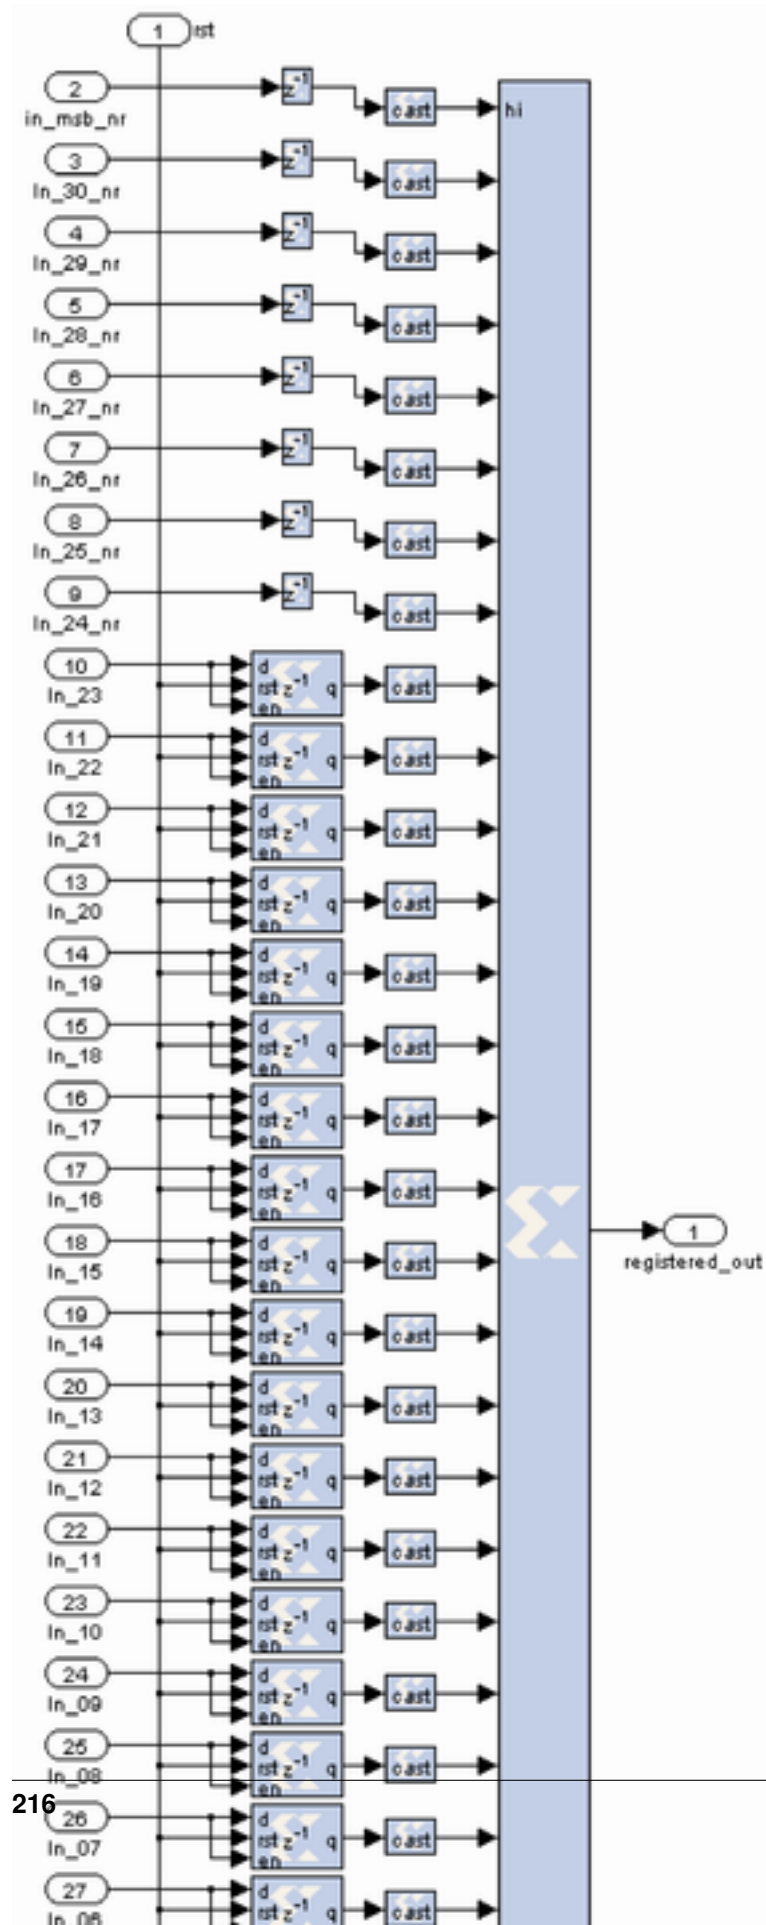 1 rst
2 z-1 cast hi
in_msb_nr
3 z-1 cast
In_30_nr
4 z-1 cast
In_29_nr
5 z-1 cast
In_28_nr
6 z-1 cast
In_27_nr
7 z-1 cast
In_26_nr
8 z-1 cast
In_25_nr
9 z-1 cast
In_24_nr
10 d
rst z-1 q cast
In_23 en
11 d
rst z-1 q cast
In_22 en
12 d
rst z-1 q cast
In_21 en
13 d
rst z-1 q cast
In_20 en
14 d
rst z-1 q cast
In_19 en
15 d
rst z-1 q cast
In_18 en
16 d
rst z-1 q cast
In_17 en
17 d
rst z-1 q cast
In_16 en
18 d
rst z-1 q cast
In_15 en
1
registered_out
19 d
rst z-1 q cast
In_14 en
20 d
rst z-1 q cast
In_13 en
21 d
rst z-1 q cast
In_12 en
22 d
rst z-1 q cast
In_11 en
23 d
rst z-1 q cast
In_10 en
24 d
rst z-1 q cast
In_09 en
25 d
rst z-1 q cast
In_08 en
216
26 d
rst z-1 q cast
In_07 en
27 d
rst z-1 q cast
In_06